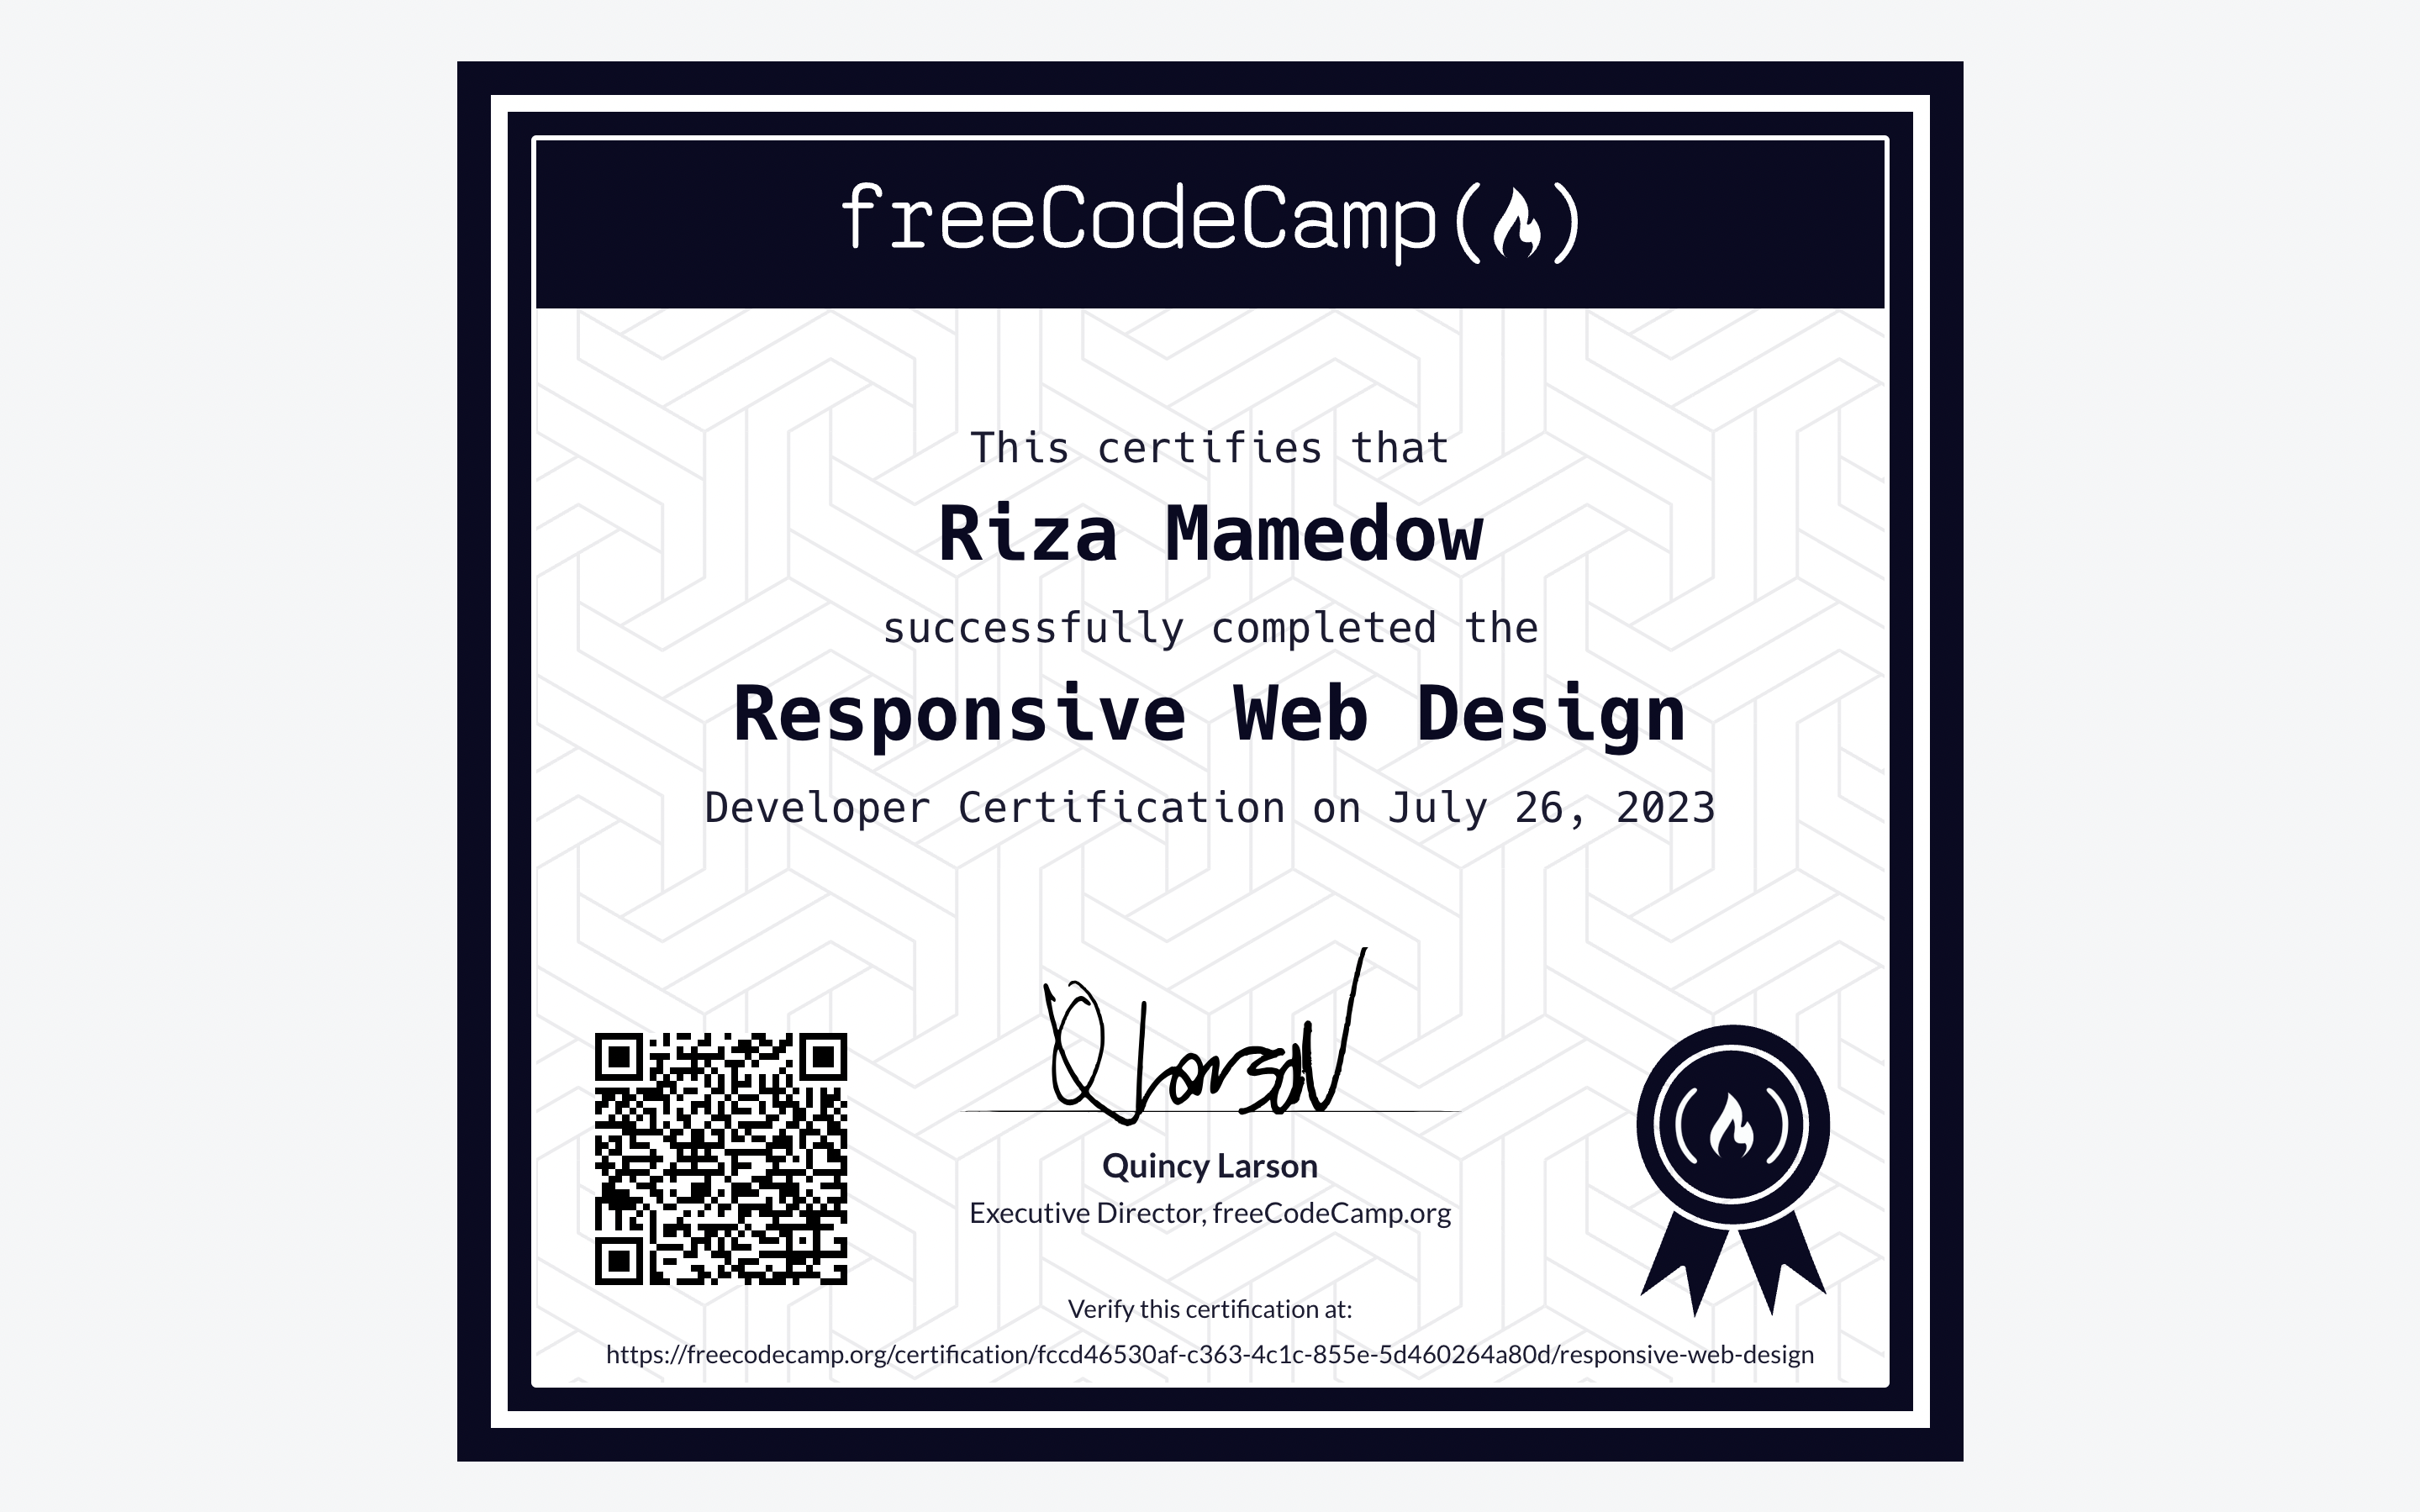 freeCodeCamp
This certifies that
Riza Mamedow
successfully completed the
Responsive Web Design
Developer Certification on July 26, 2023
Q Larson
Quincy Larson
Executive Director, freeCodeCamp.org
Verify this certification at:
https://freecodecamp.org/certification/fccd46530af-c363-4c1c-855e-5d460264a80d/responsive-web-design